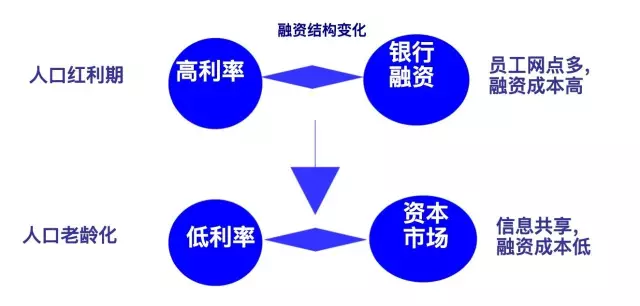 融资结构变化
人口红利期
高利率
银行
融资
员工网点多,
融资成本高
人口老龄化
低利率
资本
市场
信息共享,
融资成本低